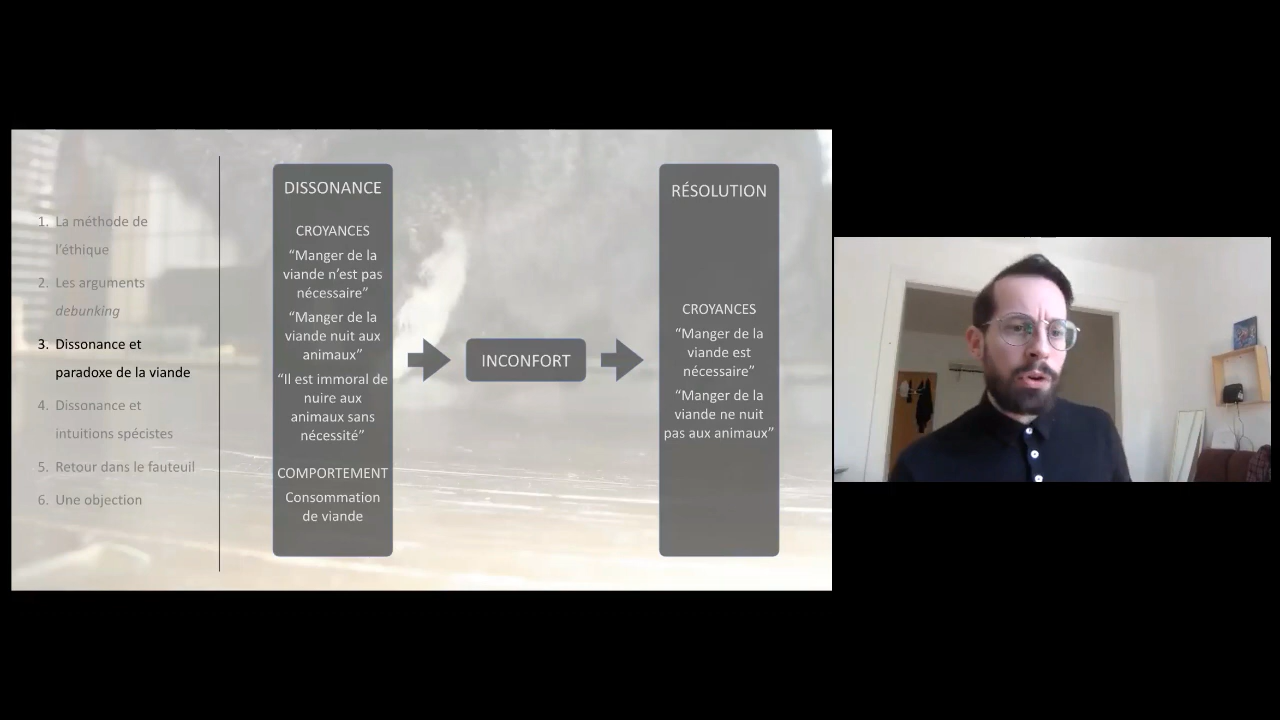 1. La méthode de
l'éthique
2. Les arguments
debunking
3. Dissonance et
paradoxe de la viande
4. Dissonance et
intuitions spécistes
5. Retour dans le fauteuil
6. Une objection
DISSONANCE
CROYANCES
“Manger de la
viande n’est pas
nécessaire”
“Manger de la
viande nuit aux
animaux”
“Il est immoral de
nuire aux
animaux sans
nécessité”
COMPORTEMENT
Consommation
de viande
INCONFORT
RÉSOLUTION
CROYANCES
“Manger de la
viande est
nécessaire”
“Manger de la
viande ne nuit
pas aux animaux”